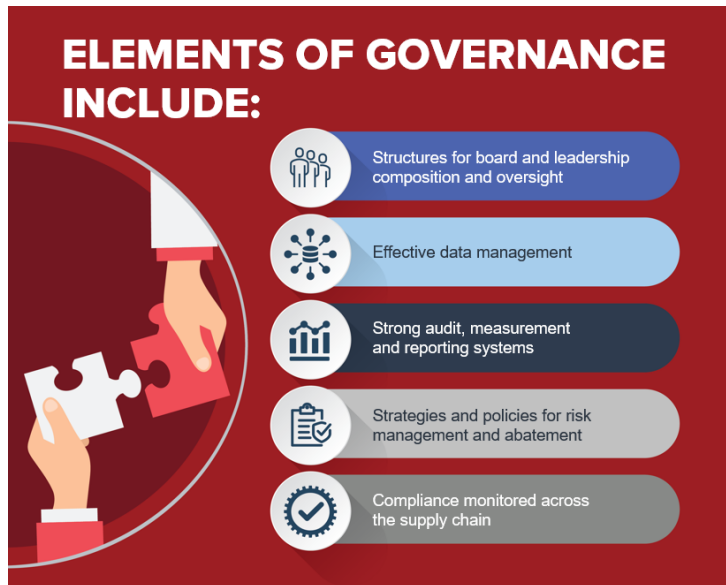 ELEMENTS OF GOVERNANCE
INCLUDE:
Structures for board and leadership
composition and oversight
Effective data management
Strong audit, measurement
and reporting systems
Strategies and policies for risk
management and abatement
Compliance monitored across
the supply chain